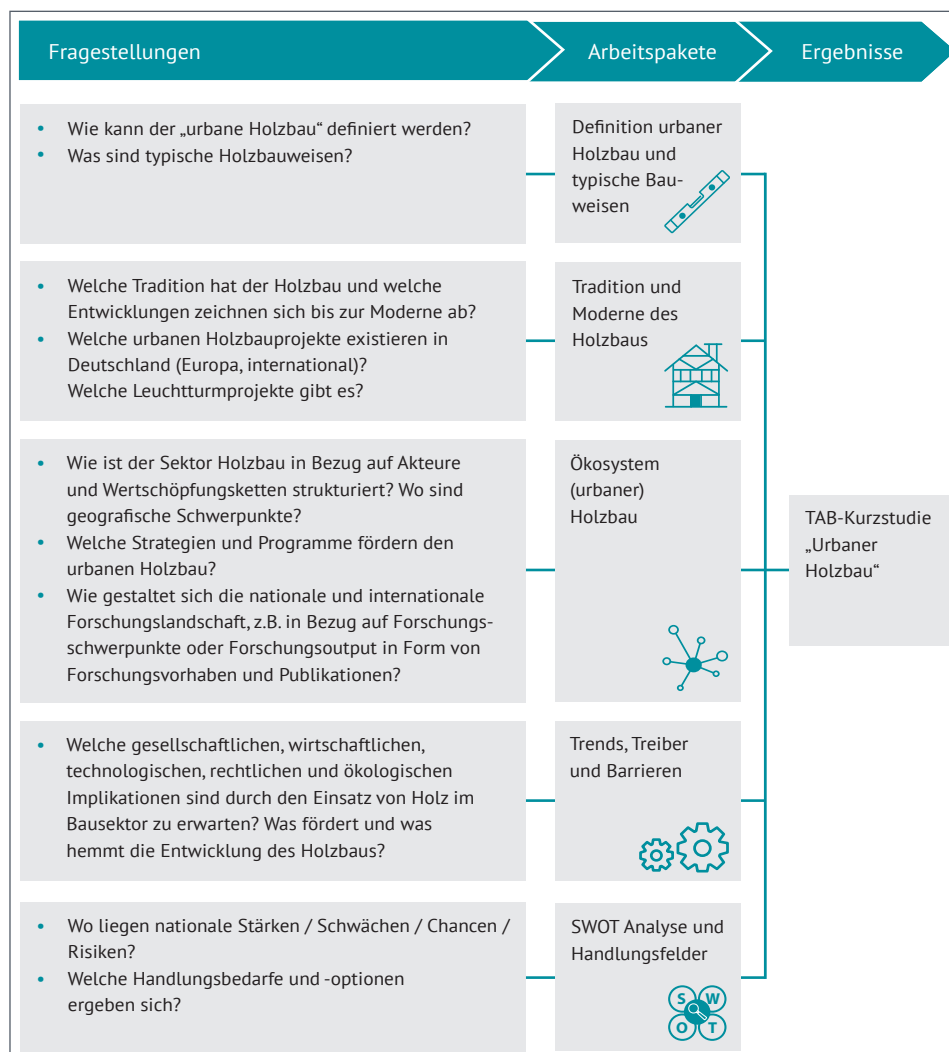 Fragestellungen
Arbeitspakete
Ergebnisse
• Wie kann der „urbane Holzbau“ definiert werden?
• Was sind typische Holzbauweisen?
Definition urbaner
Holzbau und
typische Bau-
weisen
• Welche Tradition hat der Holzbau und welche
Entwicklungen zeichnen sich bis zur Moderne ab?
• Welche urbanen Holzbauprojekte existieren in
Deutschland (Europa, international)?
Welche Leuchtturmprojekte gibt es?
Tradition und
Moderne des
Holzbaus
• Wie ist der Sektor Holzbau in Bezug auf Akteure
und Wertschöpfungsketten strukturiert? Wo sind
geografische Schwerpunkte?
• Welche Strategien und Programme fördern den
urbanen Holzbau?
• Wie gestaltet sich die nationale und internationale
Forschungslandschaft, z.B. in Bezug auf Forschungs-
schwerpunkte oder Forschungsoutput in Form von
Forschungsvorhaben und Publikationen?
Ökosystem
(urbaner)
Holzbau
• Welche gesellschaftlichen, wirtschaftlichen,
technologischen, rechtlichen und ökologischen
Implikationen sind durch den Einsatz von Holz im
Bausektor zu erwarten? Was fördert und was
hemmt die Entwicklung des Holzbaus?
Trends, Treiber
und Barrieren
• Wo liegen nationale Stärken / Schwächen / Chancen /
Risiken?
• Welche Handlungsbedarfe und -optionen
ergeben sich?
SWOT Analyse und
Handlungsfelder
S W
O T
TAB-Kurzstudie
„Urbaner
Holzbau“